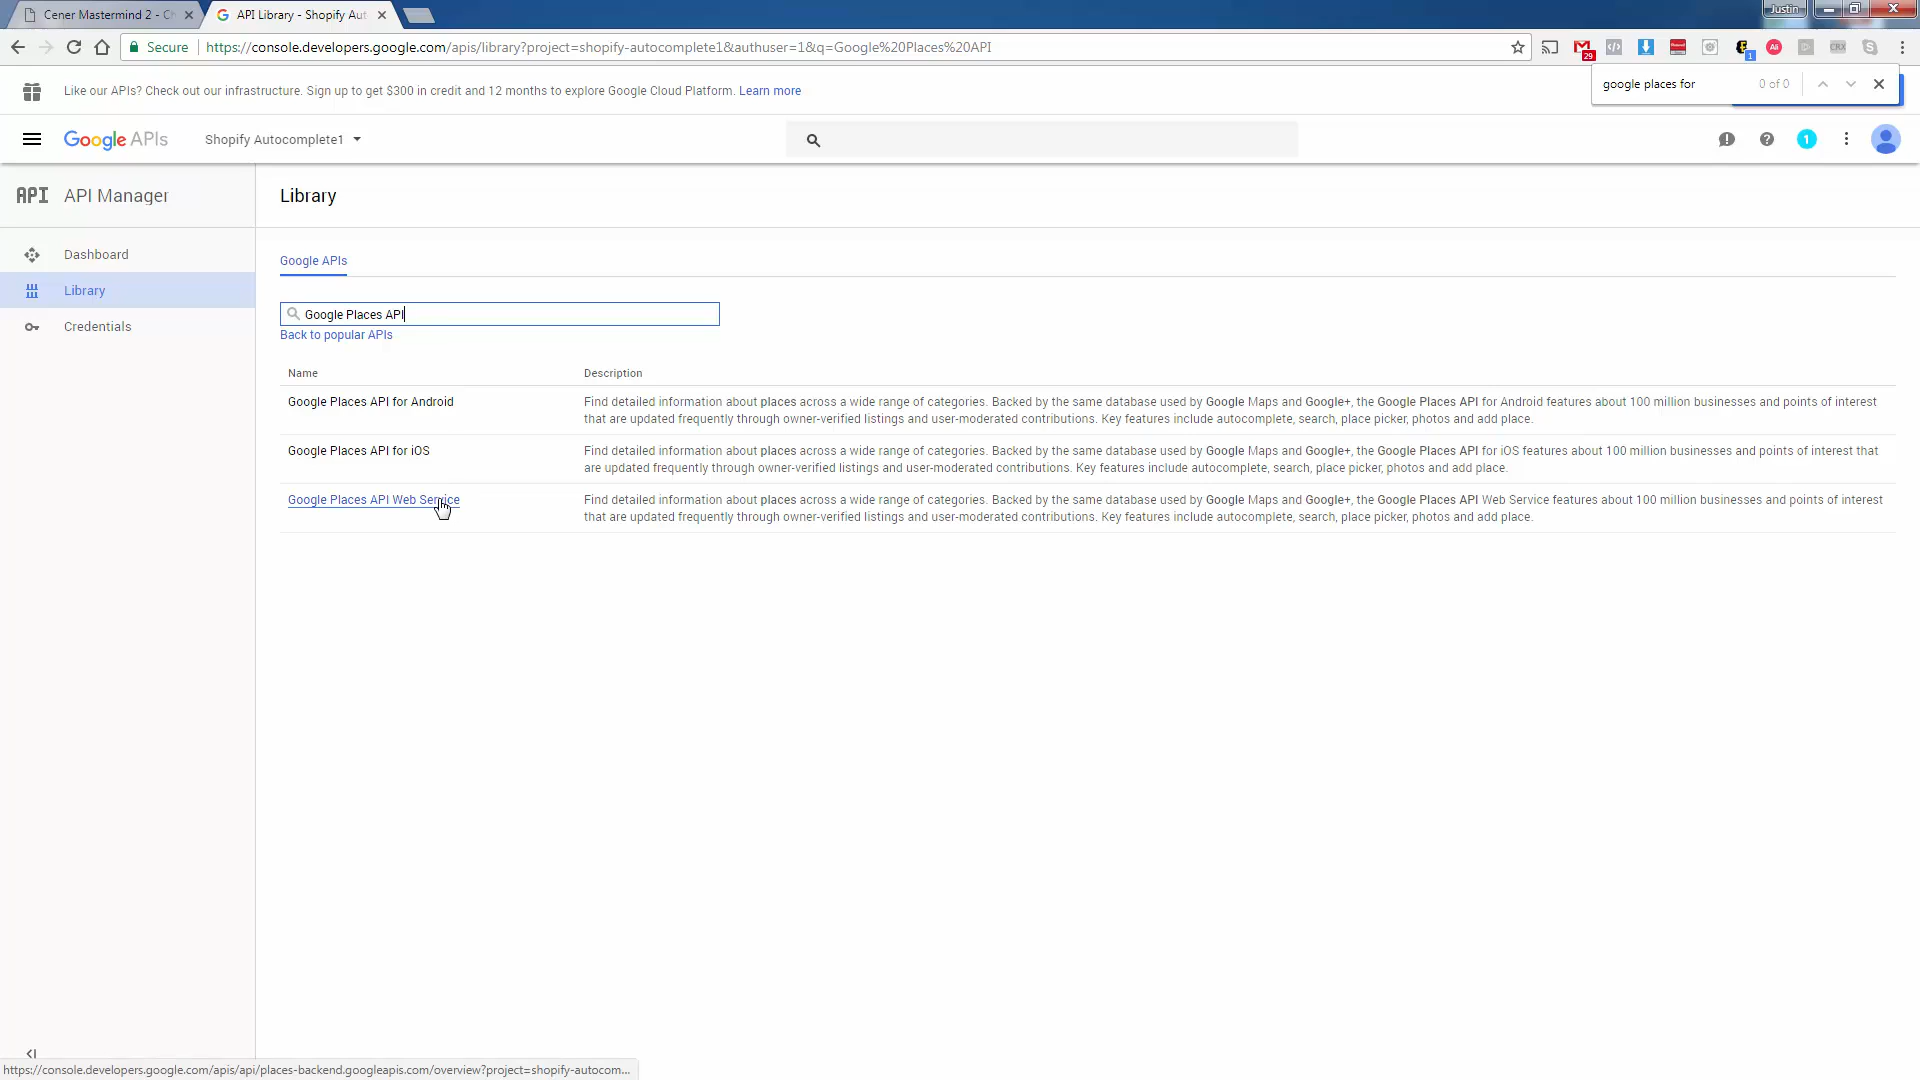 Cener Mastermind 2 - Ch
API Library - Shopify Aut
Justin
Secure
https://console.developers.google.com/apis/library?project=shopify-autocomplete1&authuser=1&q=Google%20Places%20API
29
1
CRX
google places for
0 of 0
Like our APIs? Check out our infrastructure. Sign up to get $300 in credit and 12 months to explore Google Cloud Platform. Learn more
Google APIs
Shopify Autocomplete1
1
API
API Manager
Library
Dashboard
Library
Credentials
Google APIs
Google Places API
Back to popular APIs
Name
Description
Google Places API for Android
Find detailed information about places across a wide range of categories. Backed by the same database used by Google Maps and Google+, the Google Places API for Android features about 100 million businesses and points of interest
that are updated frequently through owner-verified listings and user-moderated contributions. Key features include autocomplete, search, place picker, photos and add place.
Google Places API for iOS
Find detailed information about places across a wide range of categories. Backed by the same database used by Google Maps and Google+, the Google Places API for iOS features about 100 million businesses and points of interest that
are updated frequently through owner-verified listings and user-moderated contributions. Key features include autocomplete, search, place picker, photos and add place.
Google Places API Web Service
Find detailed information about places across a wide range of categories. Backed by the same database used by Google Maps and Google+, the Google Places API Web Service features about 100 million businesses and points of interest
that are updated frequently through owner-verified listings and user-moderated contributions. Key features include autocomplete, search, place picker, photos and add place.
https://console.developers.google.com/apis/api/places-backend.googleapis.com/overview?project=shopify-autocom...